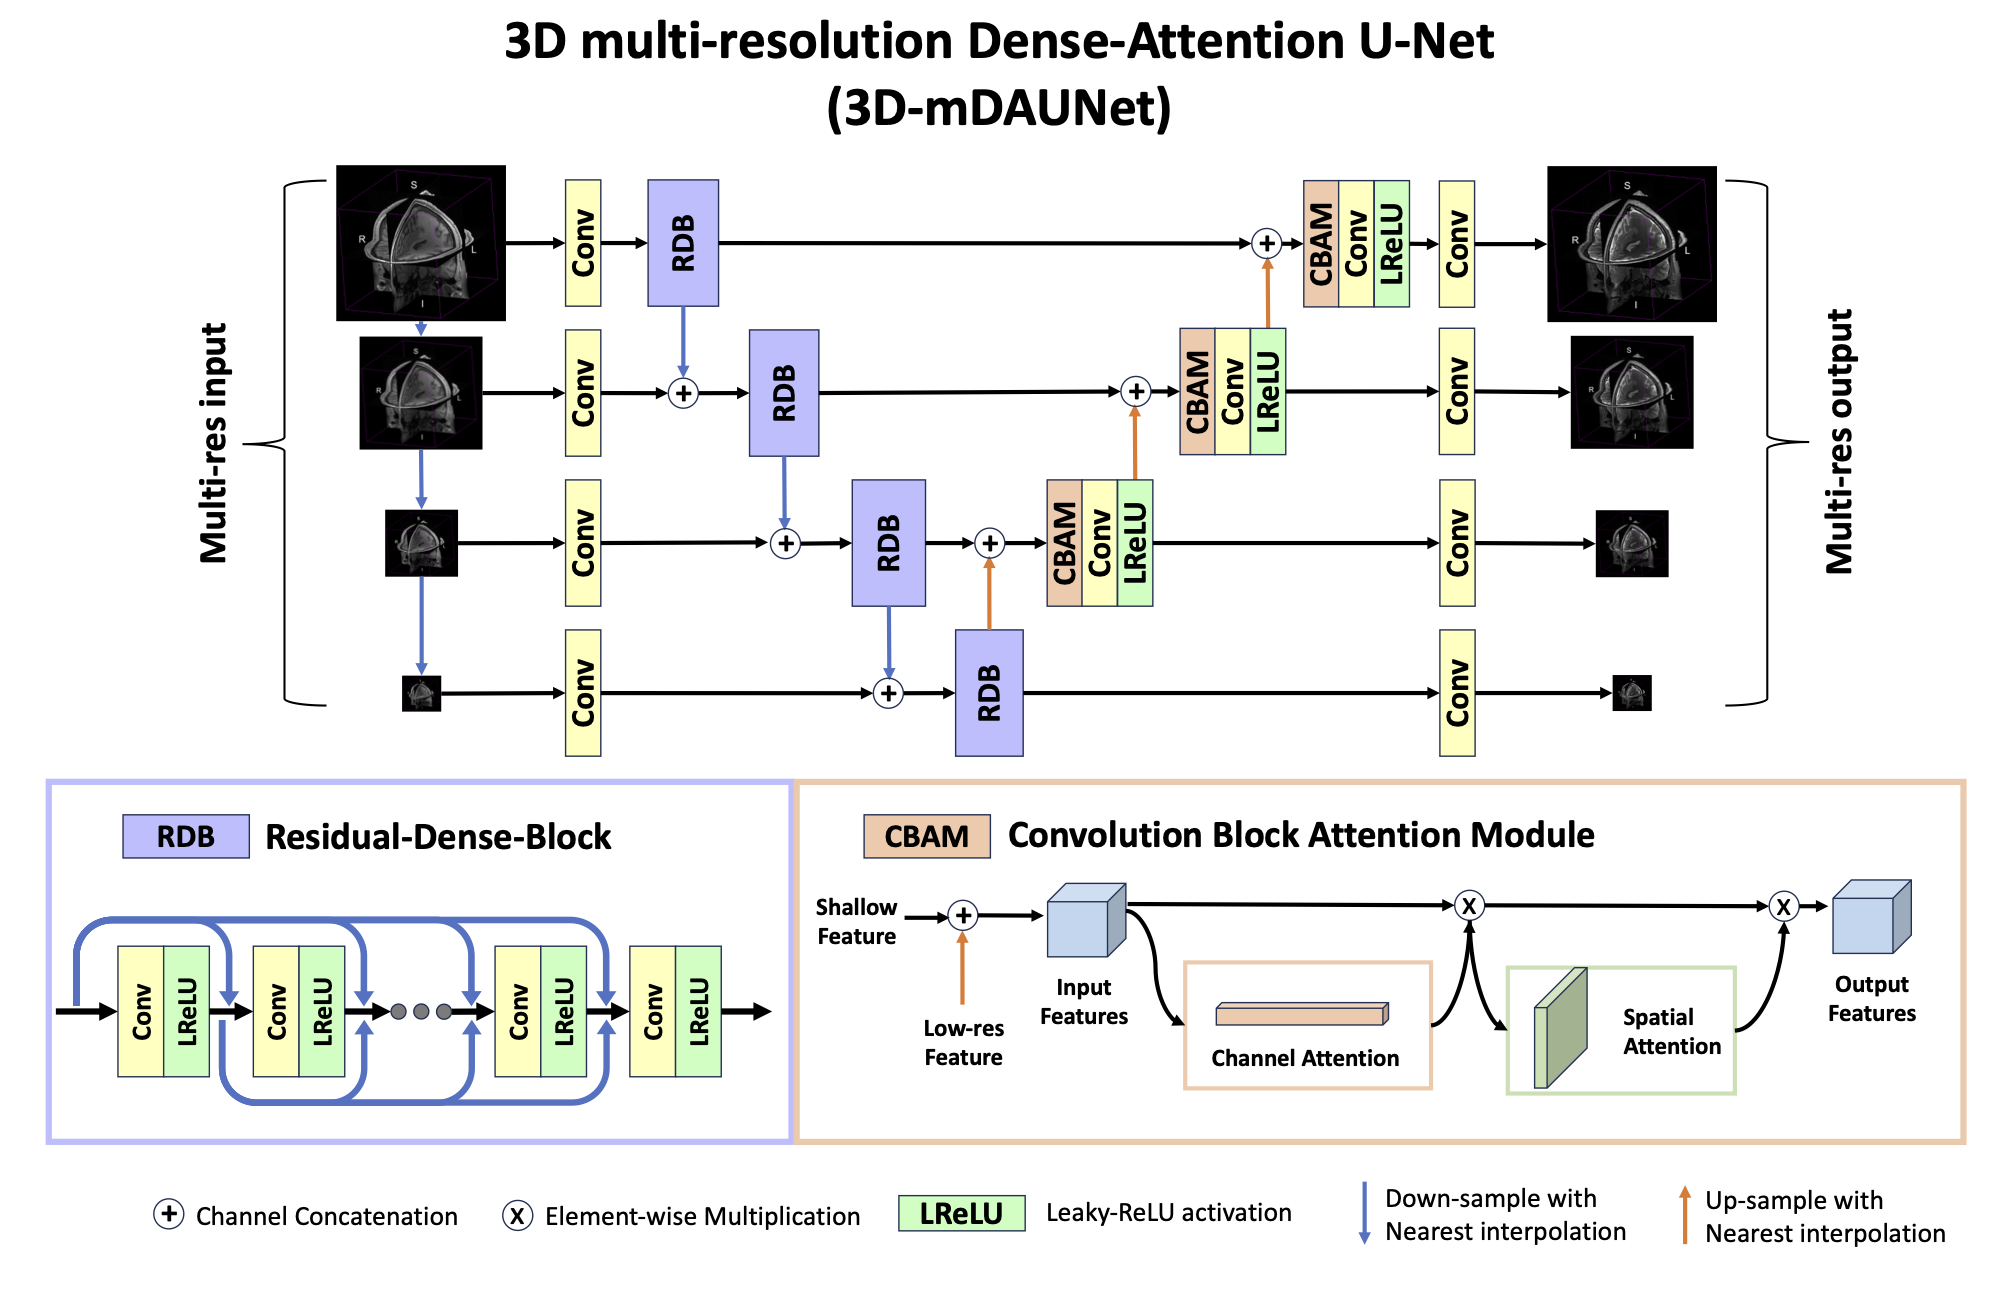 3D multi-resolution Dense-Attention U-Net
(3D-mDAUNet)
Multi-res input
S
R
L
I
Conv
RDB
CBAM
Conv
LReLU
Conv
S
R
L
I
Multi-res output
S
R
L
I
Conv
RDB
CBAM
Conv
LReLU
Conv
S
R
L
I
Conv
RDB
CBAM
Conv
LReLU
Conv
Conv
RDB
Conv
RDB
Residual-Dense-Block
Conv
LReLU
Conv
LReLU
Conv
LReLU
Conv
LReLU
CBAM
Convolution Block Attention Module
Shallow
Feature
Low-res
Feature
Input
Features
Channel Attention
Spatial
Attention
Output
Features
+ Channel Concatenation
X Element-wise Multiplication
LReLU
Leaky-ReLU activation
Down-sample with
Nearest interpolation
Up-sample with
Nearest interpolation